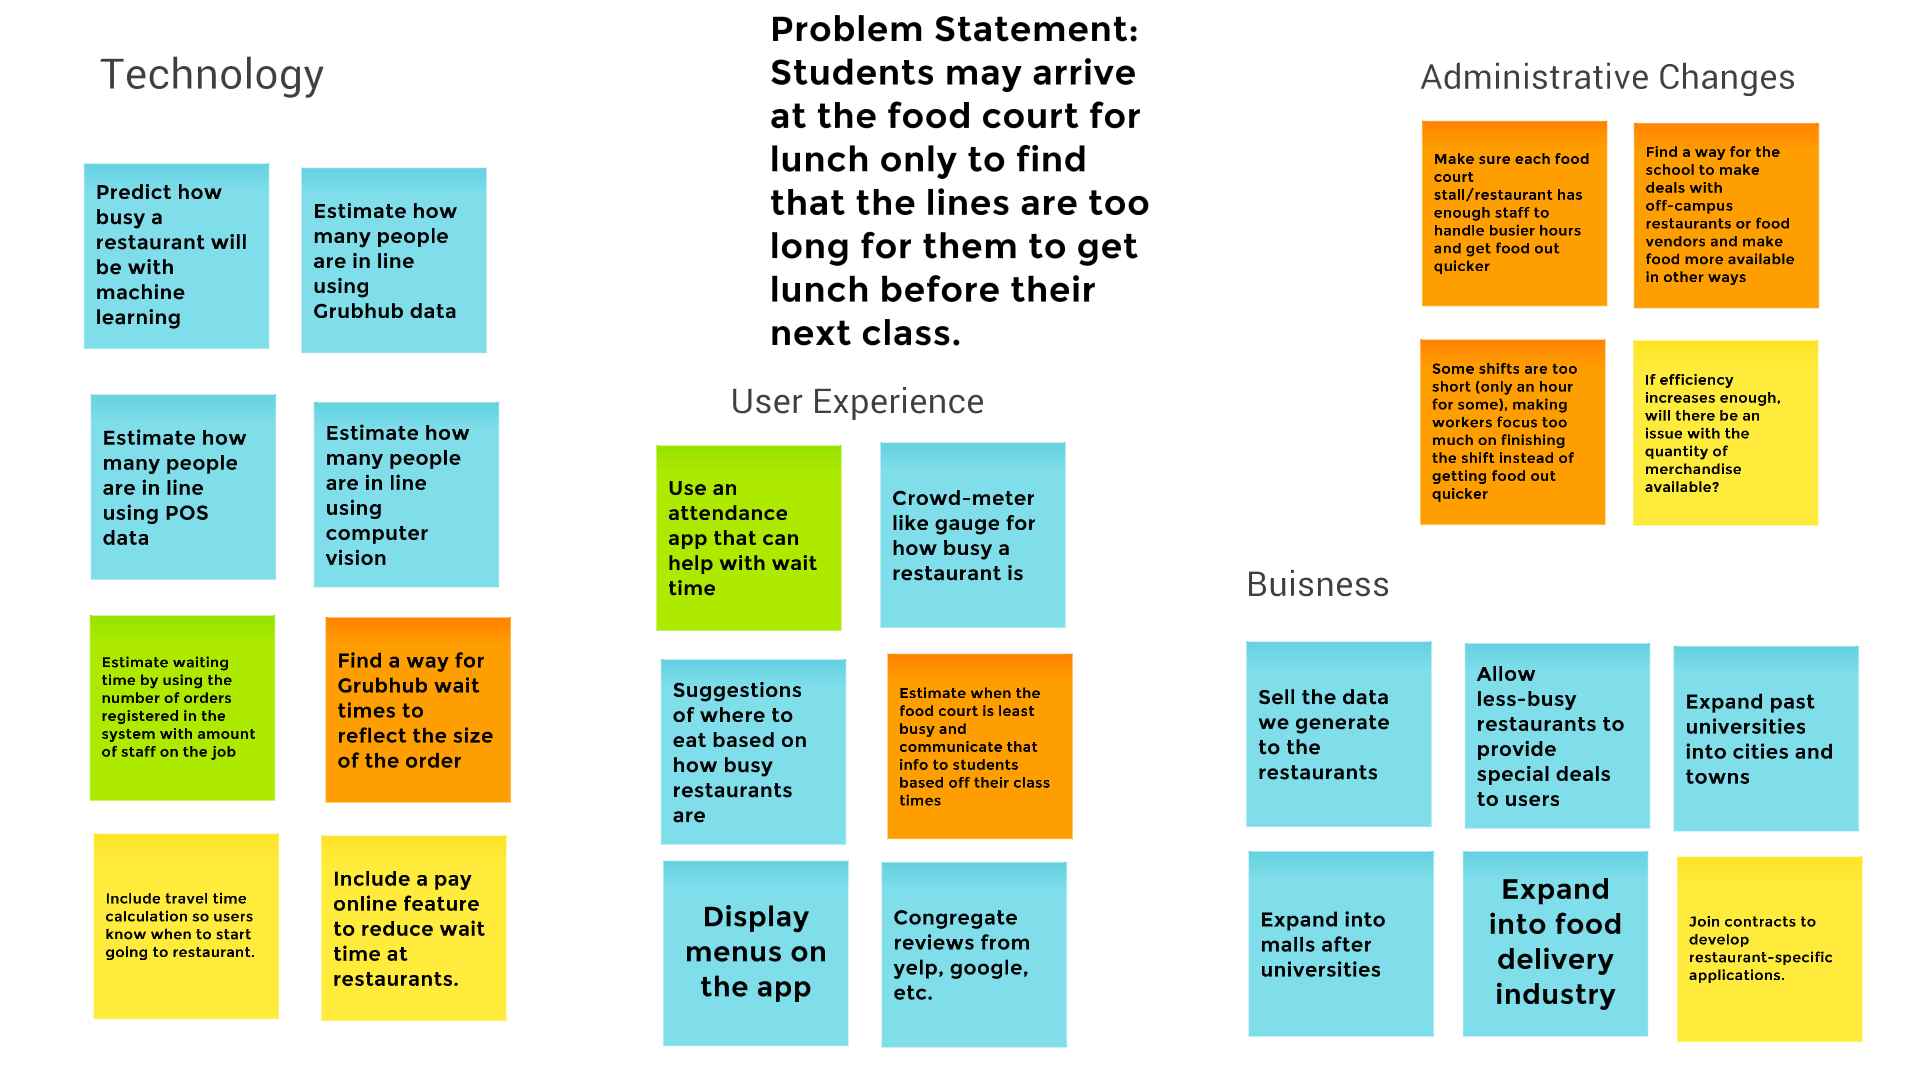 Problem Statement:
Students may arrive
at the food court for
lunch only to find
that the lines are too
long for them to get
lunch before their
next class.
Technology
Predict how
busy a
restaurant will
be with
machine
learning
Estimate how
many people
are in line
using
Grubhub data
Estimate how
many people
are in line
using POS
data
Estimate how
many people
are in line
using
computer
vision
Estimate waiting
time by using the
number of orders
registered in the
system with amount
of staff on the job
Find a way for
Grubhub wait
times to
reflect the size
of the order
Include travel time
calculation so users
know when to start
going to restaurant.
Include a pay
online feature
to reduce wait
time at
restaurants.
User Experience
Use an
attendance
app that can
help with wait
time
Crowd-meter
like gauge for
how busy a
restaurant is
Suggestions
of where to
eat based on
how busy
restaurants
are
Estimate when the
food court is least
busy and
communicate that
info to students
based off their class
times
Display
menus on
the app
Congregate
reviews from
yelp, google,
etc.
Administrative Changes
Make sure each food
court
stall/restaurant has
enough staff to
handle busier hours
and get food out
quicker
Find a way for the
school to make
deals with
off-campus
restaurants or food
vendors and make
food more available
in other ways
Some shifts are too
short (only an hour
for some), making
workers focus too
much on finishing
the shift instead of
getting food out
quicker
If efficiency
increases enough,
will there be an
issue with the
quantity of
merchandise
available?
Buisness
Sell the data
we generate
to the
restaurants
Allow
less-busy
restaurants to
provide
special deals
to users
Expand past
universities
into cities and
towns
Expand into
malls after
universities
Expand
into food
delivery
industry
Join contracts to
develop
restaurant-specific
applications.